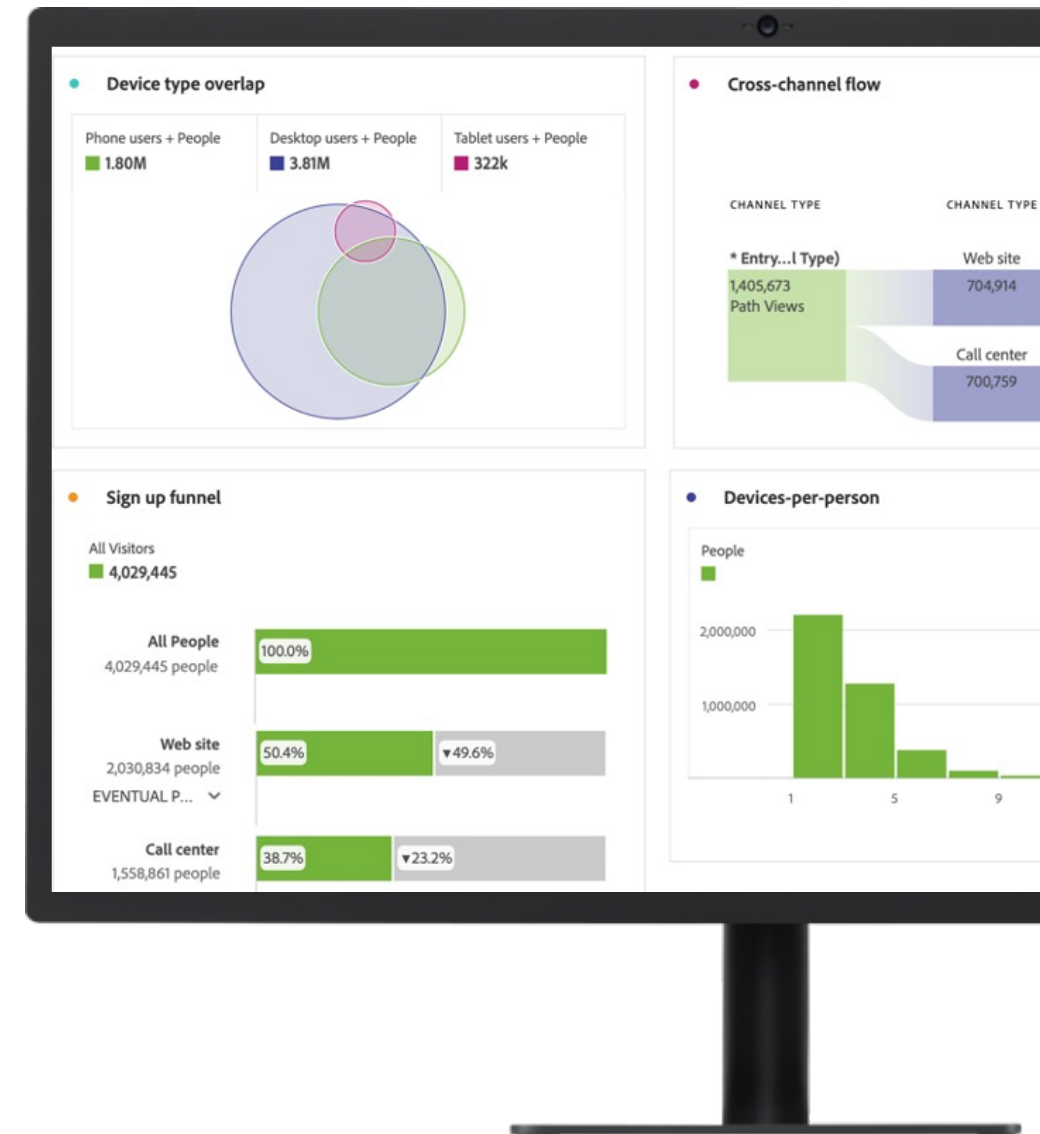 Device type overlap
Phone users + People
1.80M
Desktop users + People
3.81M
Tablet users + People
322k
Cross-channel flow
CHANNEL TYPE
CHANNEL TYPE
* Entry...l Type)
1,405,673
Path Views
Web site
704,914
Call center
700,759
Sign up funnel
All Visitors
4,029,445
All People
4,029,445 people
100.0%
Web site
2,030,834 people
EVENTUAL P...
50.4%
▼49.6%
Call center
1,558,861 people
38.7%
▼23.2%
Devices-per-person
People
2,000,000
1,000,000
1 5 9